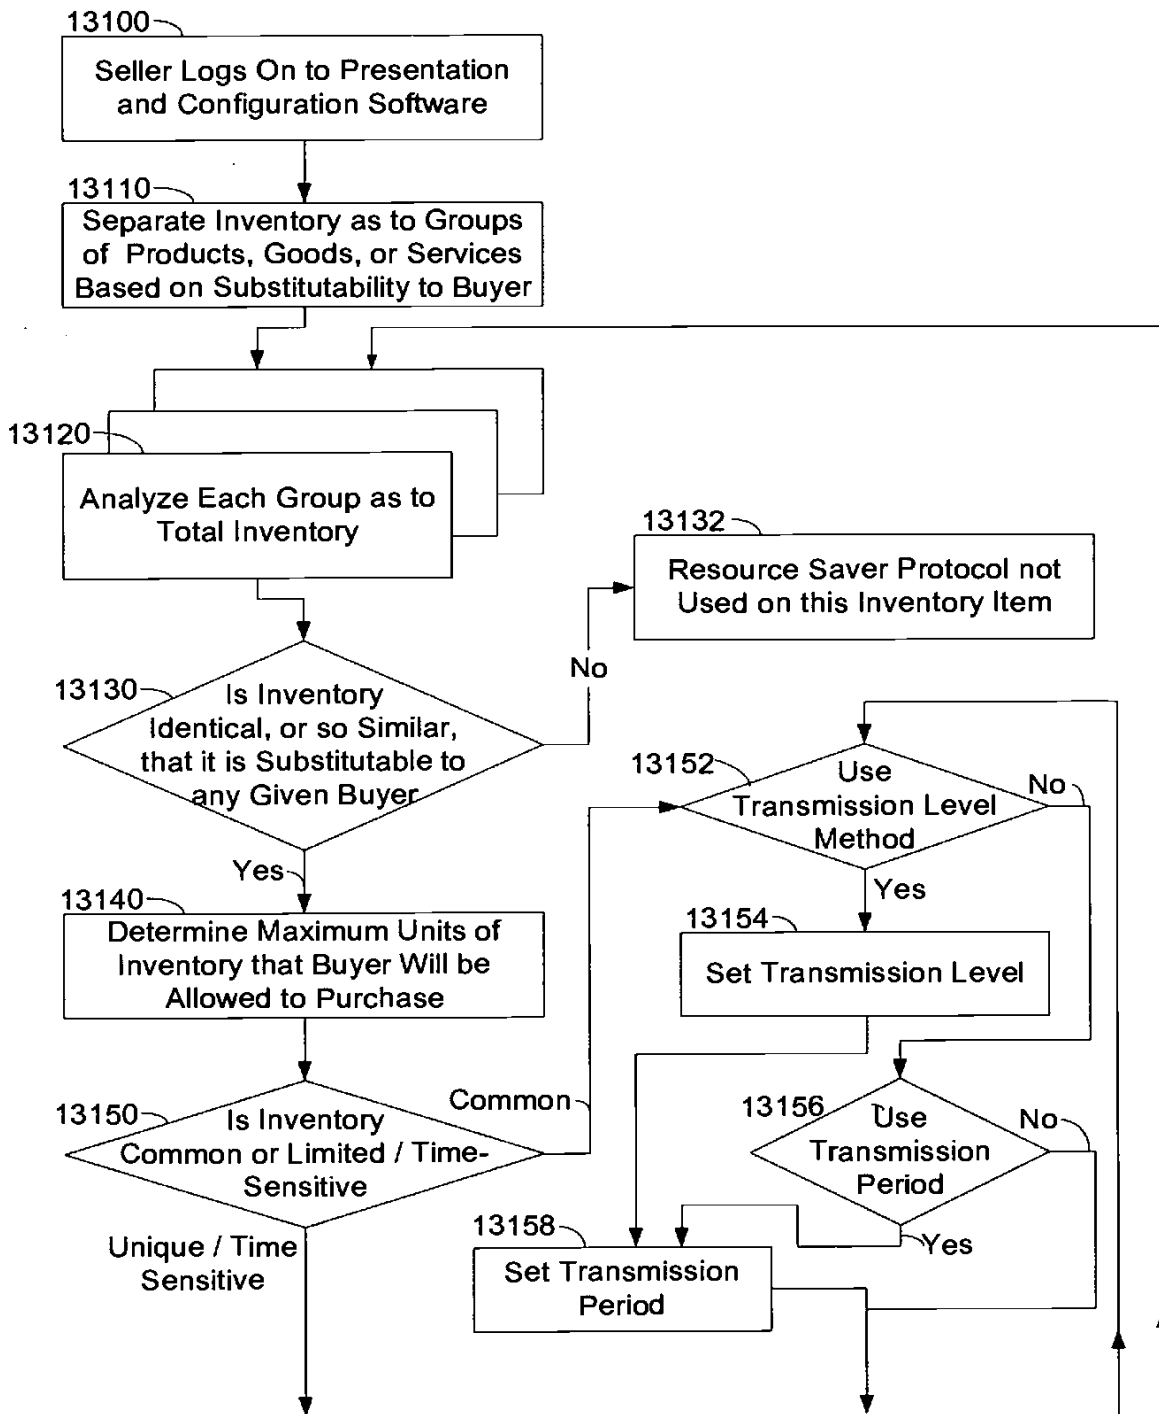 13100
Seller Logs On to Presentation
and Configuration Software
13110
Separate Inventory as to Groups
of Products, Goods, or Services
Based on Substitutability to Buyer
13120
Analyze Each Group as to
Total Inventory
13132
Resource Saver Protocol not
Used on this Inventory Item
No
13130
Is Inventory
Identical, or so Similar,
that it is Substitutable to
any Given Buyer
Yes
13152
Use
Transmission Level
Method
No
Yes
13140
Determine Maximum Units of
Inventory that Buyer Will be
Allowed to Purchase
13154
Set Transmission Level
13150
Is Inventory
Common or Limited / Time-
Sensitive
Common
Unique / Time
Sensitive
13156
Use
Transmission
Period
No
Yes
13158
Set Transmission
Period